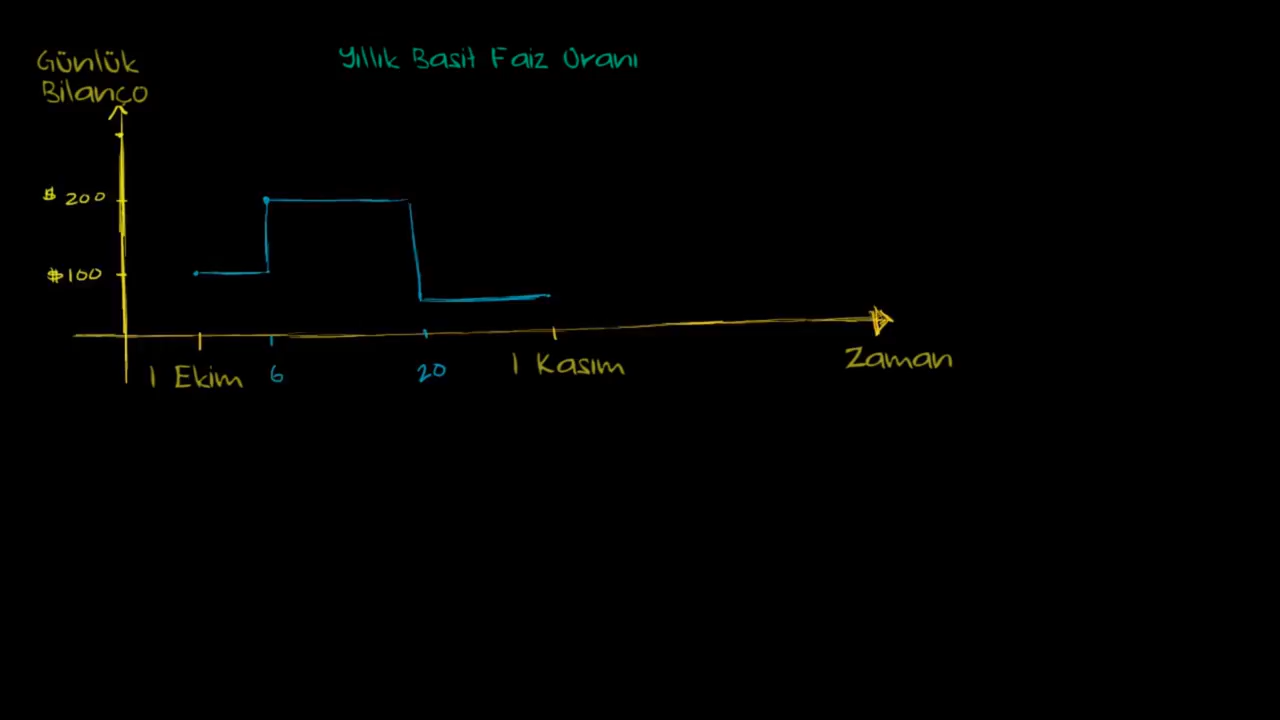 Günlük
Bilanço
Yıllık Basit Faiz Oranı
$ 200
$100
1 Ekim
6
20
1 Kasım
Zaman